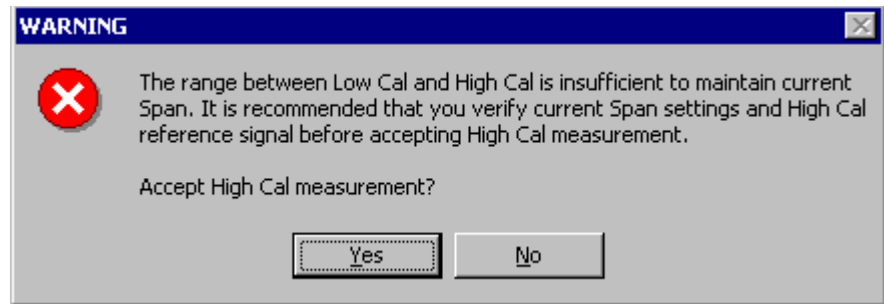 WARNING
The range between Low Cal and High Cal is insufficient to maintain current
Span. It is recommended that you verify current Span settings and High Cal
reference signal before accepting High Cal measurement.
Accept High Cal measurement?
Yes No